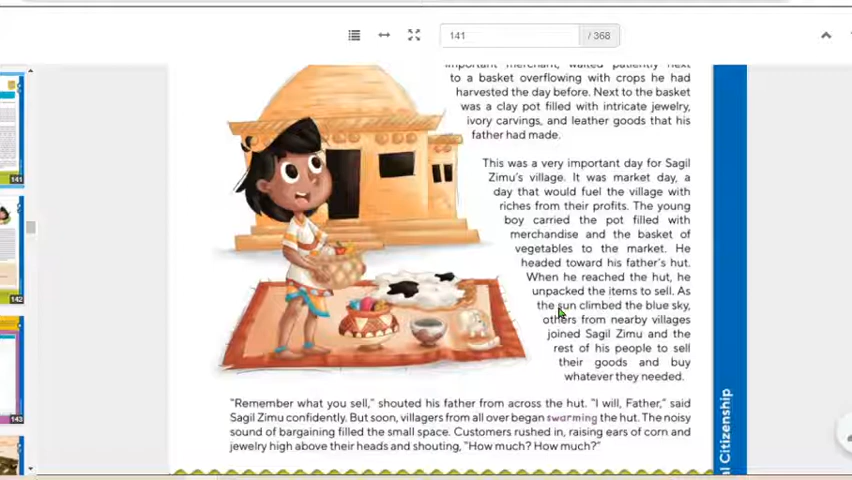 141
/ 368
important merchant, waited patiently next
to a basket overflowing with crops he had
harvested the day before. Next to the basket
was a clay pot filled with intricate jewelry,
ivory carvings, and leather goods that his
father had made.
This was a very important day for Sagil
Zimu's village. It was market day, a
day that would fuel the village with
riches from their profits. The young
boy carried the pot filled with
merchandise and the basket of
vegetables to the market. He
headed toward his father's hut.
When he reached the hut, he
unpacked the items to sell. As
the sun climbed the blue sky,
others from nearby villages
joined Sagil Zimu and the
rest of his people to sell
their goods and buy
whatever they needed.
"Remember what you sell," shouted his father from across the hut. "I will, Father," said
Sagil Zimu confidently. But soon, villagers from all over began swarming the hut. The noisy
sound of bargaining filled the small space. Customers rushed in, raising ears of corn and
jewelry high above their heads and shouting, "How much? How much?"
l Citizenship
141
142
143